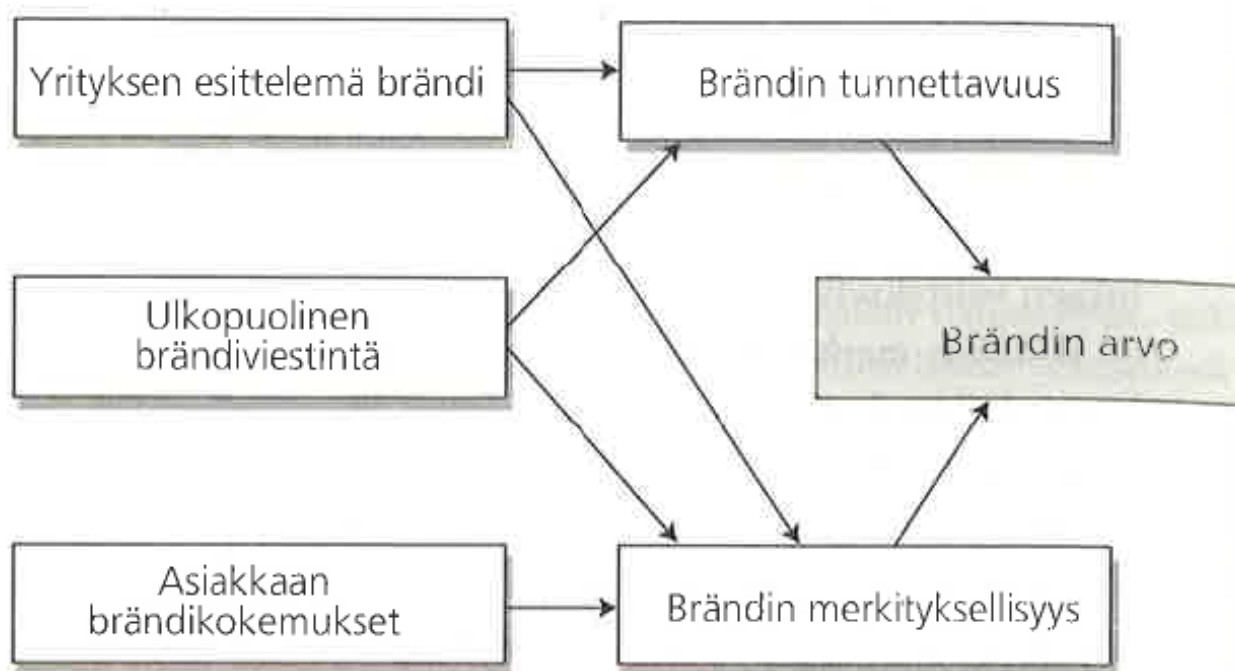 Yrityksen esittelemä brändi
Brändin tunnettavuus
Ulkopuolinen
brändiviestintä
Brändin arvo
Asiakkaan
brändikokemukset
Brändin merkityksellisyys